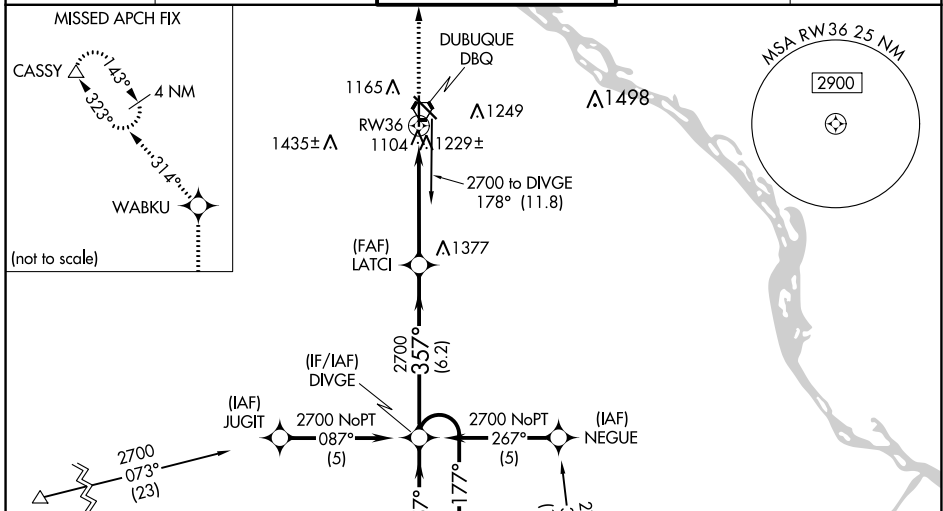 MISSED APCH FIX
CASSY
143°
323°
4 NM
314°
WABKU
(not to scale)
DUBUQUE
DBQ
1165
1249
1498
RW36
1435±
1104
1229±
2700 to DIVGE
178° (11.8)
(FAF)
LATCI
1377
2700
357°
(6.2)
(IF/IAF)
DIVGE
(IAF)
JUGIT
2700 NoPT
087°
(5)
2700 NoPT
267°
(5)
(IAF)
NEGUE
2700
073°
(23)
7°
177°
MSA RW36 25 NM
2900